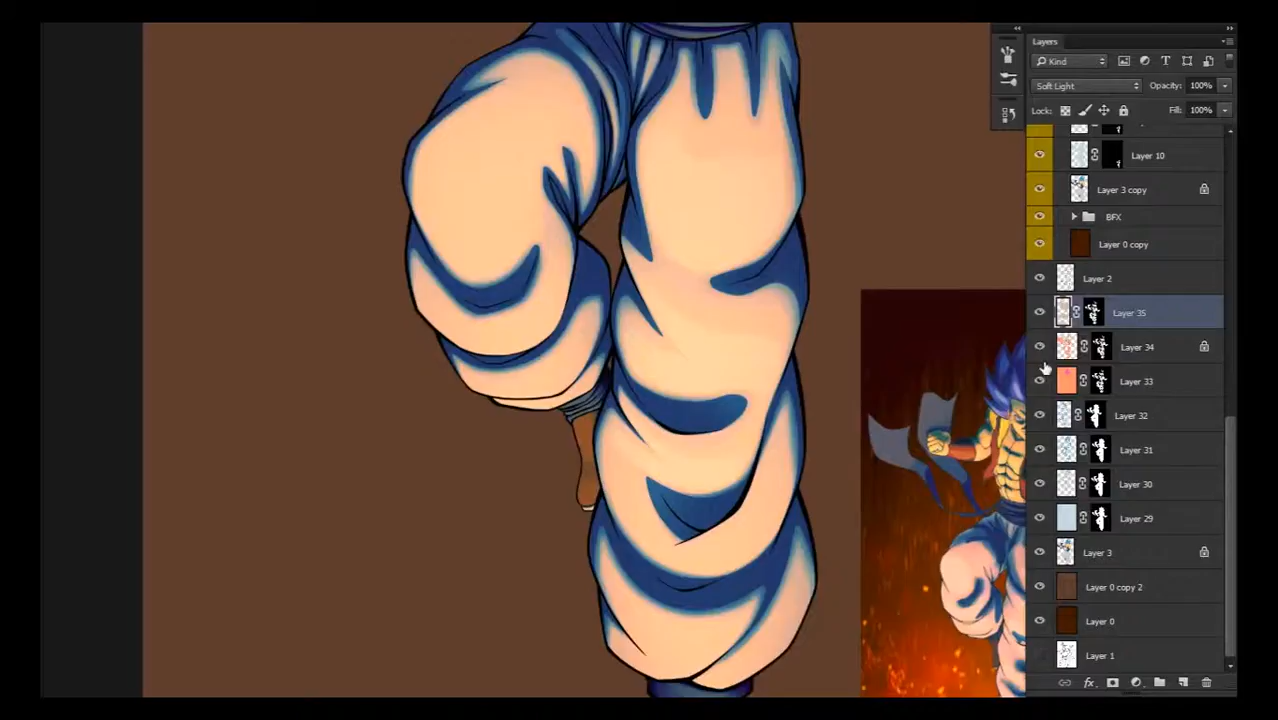 Layers
Kind
Soft Light
Opacity: 100%
Lock:
Fill: 100%
Layer 10
Layer 3 copy
BFX
Layer 0 copy
Layer 2
Layer 35
Layer 34
Layer 33
Layer 32
Layer 31
Layer 30
Layer 29
Layer 3
Layer 0 copy 2
Layer 0
Layer 1
fx